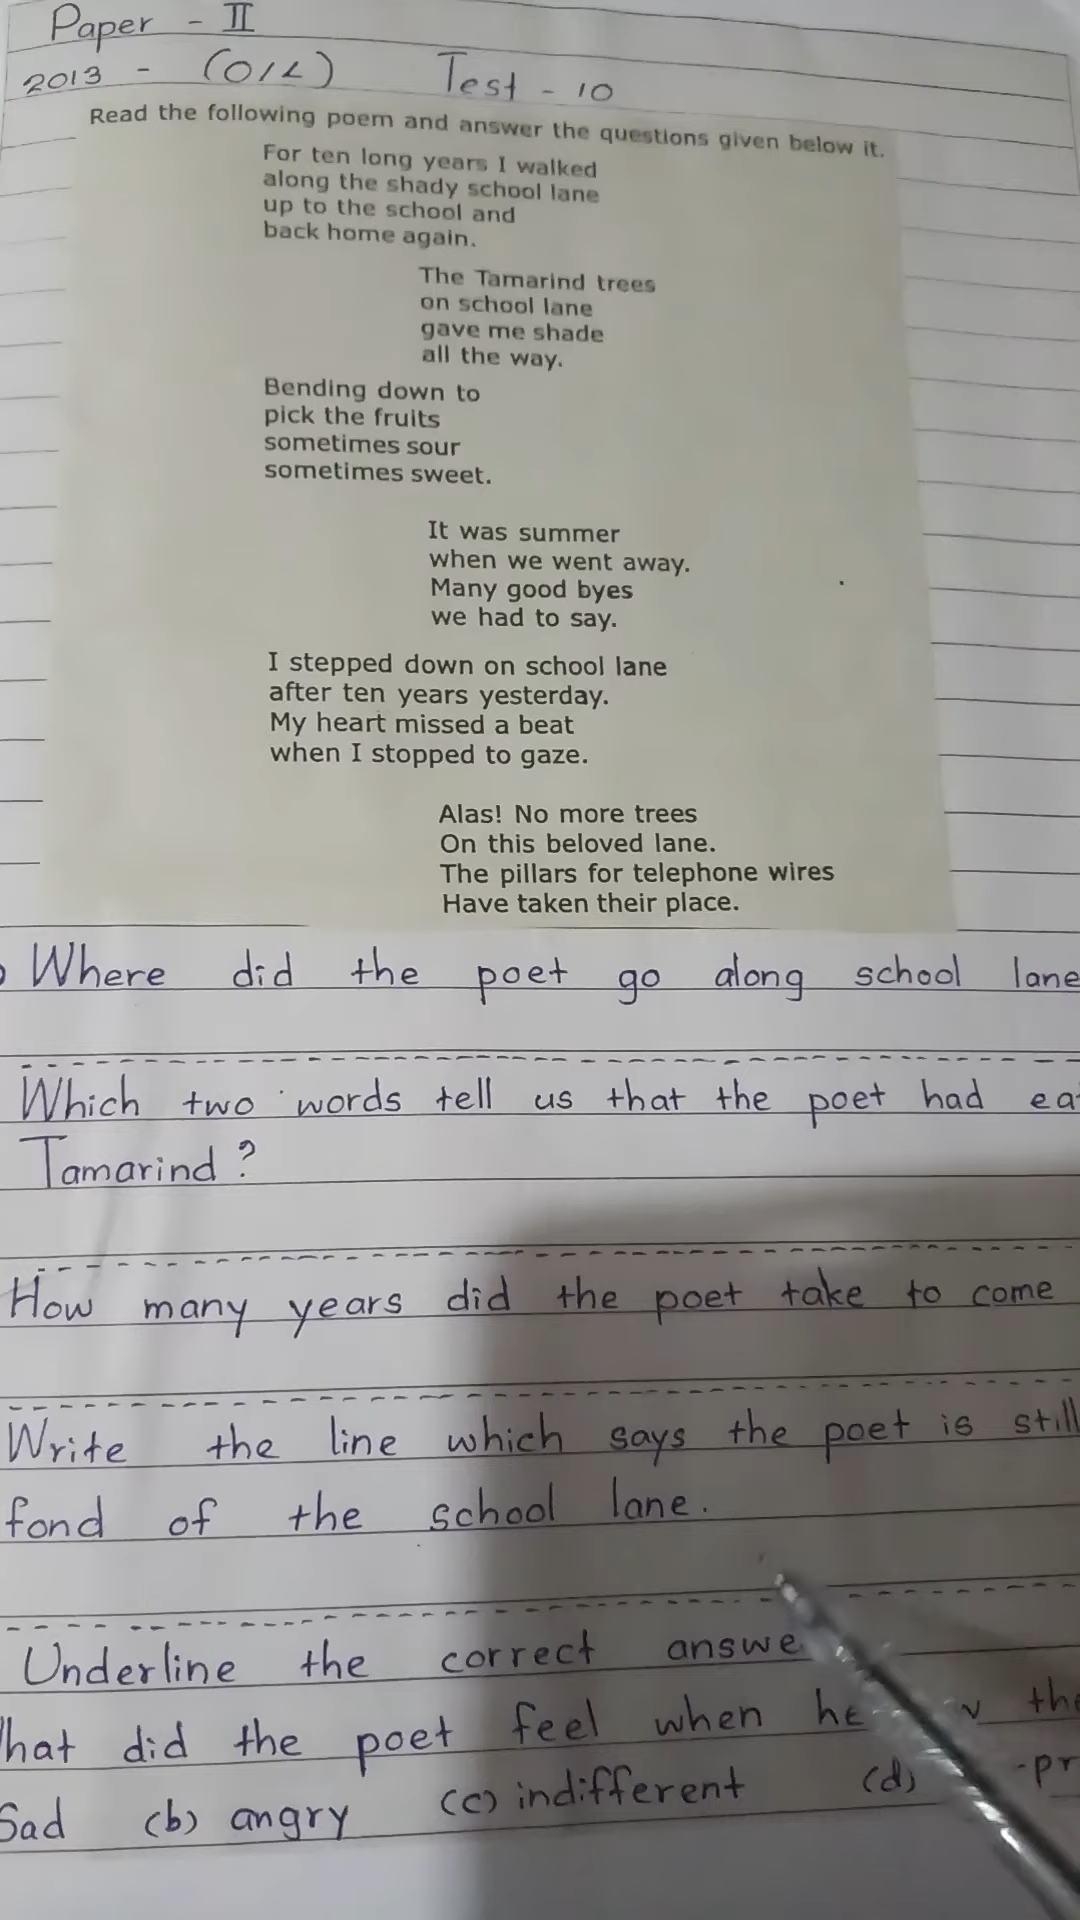 Paper - II
2013 - (O/L) Test - 10
Read the following poem and answer the questions given below it.
For ten long years I walked
along the shady school lane
up to the school and
back home again.
The Tamarind trees
on school lane
gave me shade
all the way.
Bending down to
pick the fruits
sometimes sour
sometimes sweet.
It was summer
when we went away.
Many good byes
we had to say.
I stepped down on school lane
after ten years yesterday.
My heart missed a beat
when I stopped to gaze.
Alas! No more trees
On this beloved lane.
The pillars for telephone wires
Have taken their place.
Where did the poet go along school lane
Which two words tell us that the poet had
Tamarind ?
How many years did the poet take to come
Write the line which says the poet is still
fond of the school lane.
Underline the correct
did the poet feel when
Sad (b) angry (c) indifferent (d)